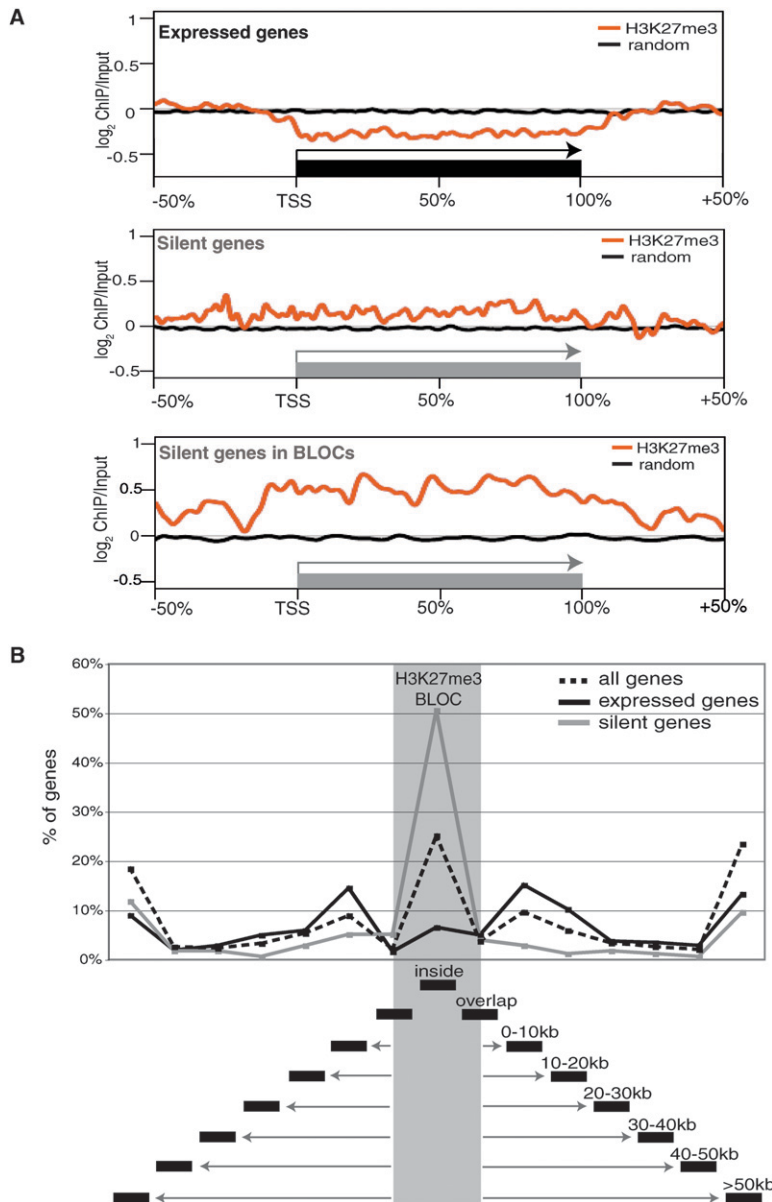 A
Expressed genes
H3K27me3
random
log2 ChIP/Input
1
0.5
0
-0.5
-50% TSS 50% 100% +50%
Silent genes
H3K27me3
random
log2 ChIP/Input
1
0.5
0
-0.5
-50% TSS 50% 100% +50%
Silent genes in BLOCs
H3K27me3
random
log2 ChIP/Input
1
0.5
0
-0.5
-50% TSS 50% 100% +50%
B
60%
50%
40%
30%
20%
10%
0%
% of genes
H3K27me3
BLOC
all genes
expressed genes
silent genes
inside
overlap
0-10kb
10-20kb
20-30kb
30-40kb
40-50kb
>50kb